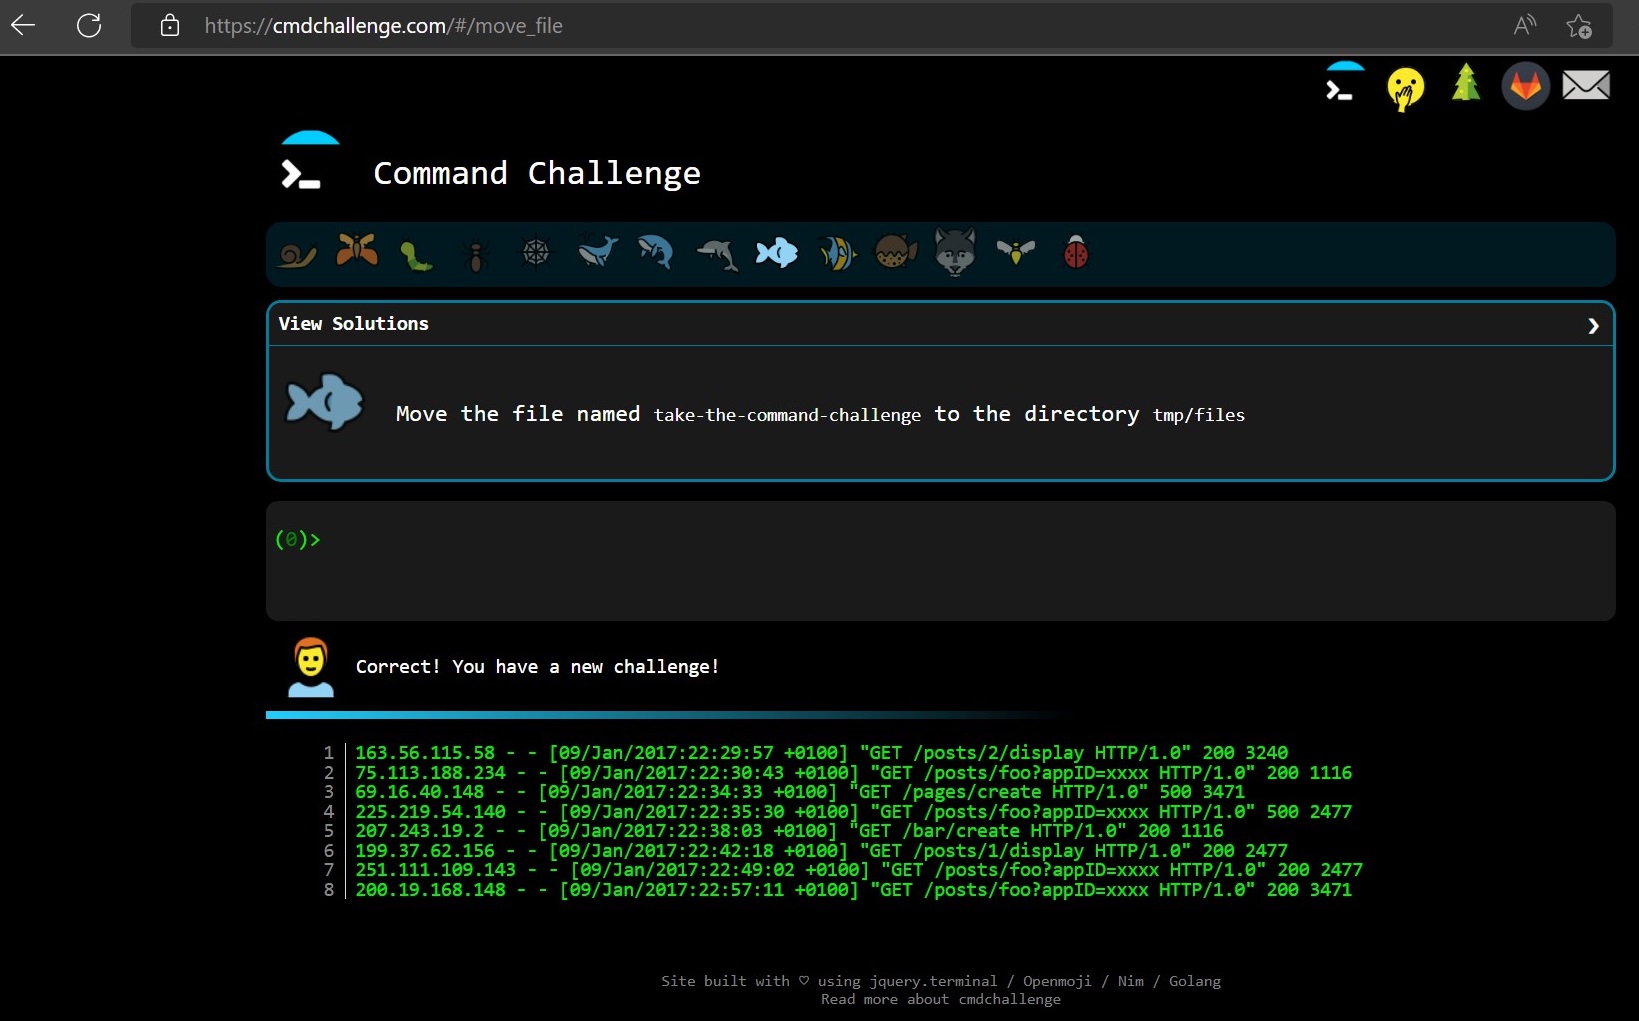 https://cmdchallenge.com/#/move_file
Command Challenge
View Solutions
Move the file named take-the-command-challenge to the directory tmp/files
(0)>
Correct! You have a new challenge!
1 163.56.115.58 - - [09/Jan/2017:22:29:57 +0100] "GET /posts/2/display HTTP/1.0" 200 3240
2 75.113.188.234 - - [09/Jan/2017:22:30:43 +0100] "GET /posts/foo?appID=xxxx HTTP/1.0" 200 1116
3 69.16.40.148 - - [09/Jan/2017:22:34:33 +0100] "GET /pages/create HTTP/1.0" 500 3471
4 225.219.54.140 - - [09/Jan/2017:22:35:30 +0100] "GET /posts/foo?appID=xxxx HTTP/1.0" 500 2477
5 207.243.19.2 - - [09/Jan/2017:22:38:03 +0100] "GET /bar/create HTTP/1.0" 200 1116
6 199.37.62.156 - - [09/Jan/2017:22:42:18 +0100] "GET /posts/1/display HTTP/1.0" 200 2477
7 251.111.109.143 - - [09/Jan/2017:22:49:02 +0100] "GET /posts/foo?appID=xxxx HTTP/1.0" 200 2477
8 200.19.168.148 - - [09/Jan/2017:22:57:11 +0100] "GET /posts/foo?appID=xxxx HTTP/1.0" 200 3471
Site built with ♡ using jquery.terminal / Openmoji / Nim / Golang
Read more about cmdchallenge